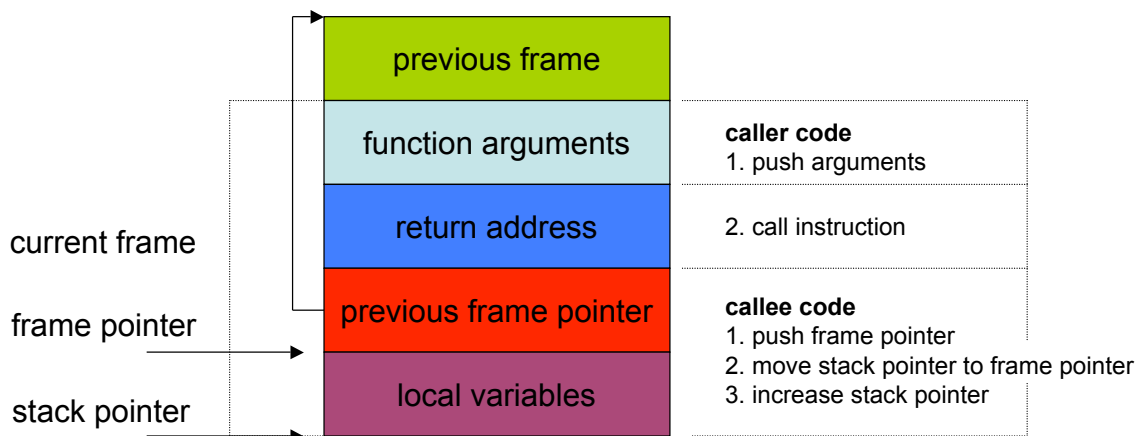 previous frame
function arguments
caller code
1. push arguments
return address
2. call instruction
current frame
previous frame pointer
callee code
1. push frame pointer
frame pointer
2. move stack pointer to frame pointer
local variables
3. increase stack pointer
stack pointer